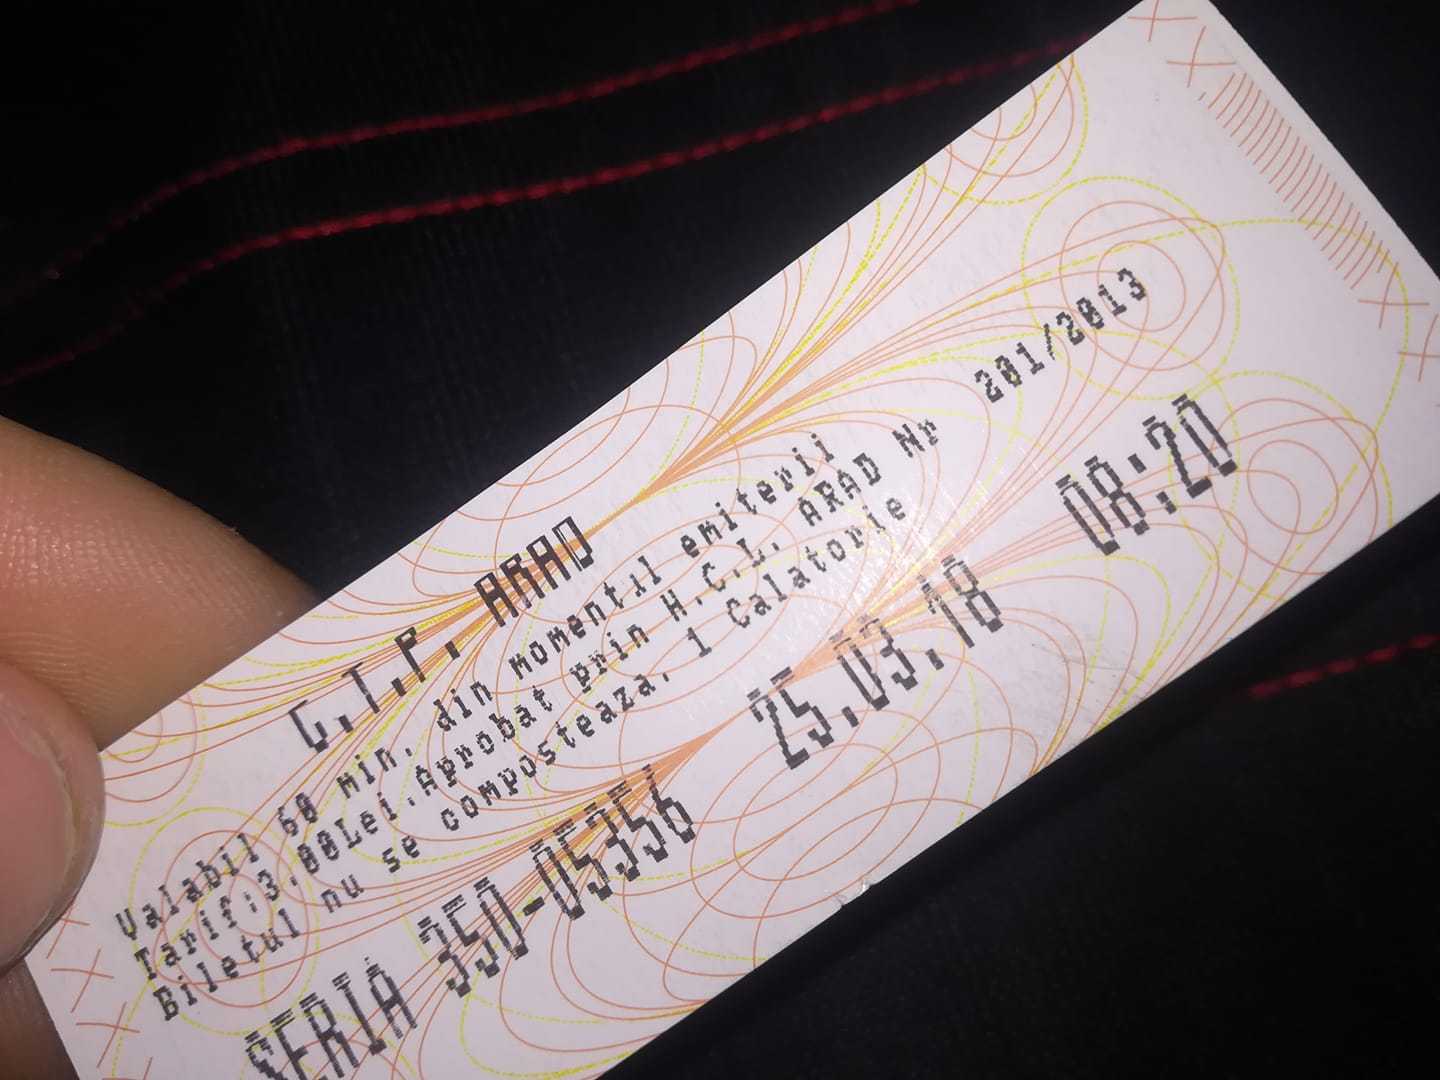 C.T.P. ARAD
Valabil 60 min. din momentul emiterii
Tarif:3.00Lei.Aprobat prin H.C.L. ARAD Nr 201/2013
Biletul nu se composteaza. 1 Calatorie
SERIA 350-05356 25.03.18 08:20